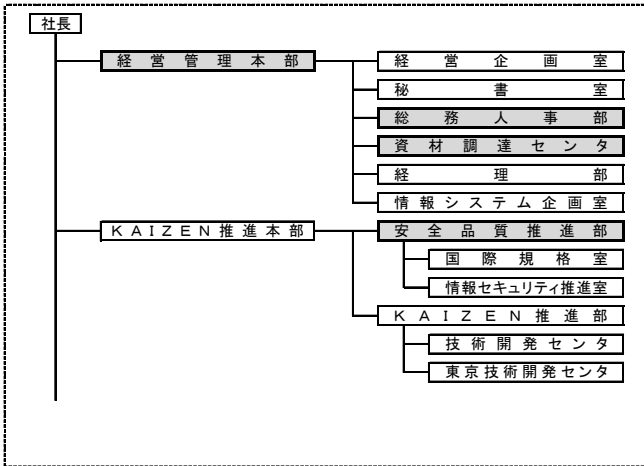 社長
経営管理本部
経営企画室
秘書室
総務人事部
資材調達センタ
経理部
情報システム企画室
KAIZEN推進本部
安全品質推進部
国際規格室
情報セキュリティ推進室
KAIZEN推進部
技術開発センタ
東京技術開発センタ